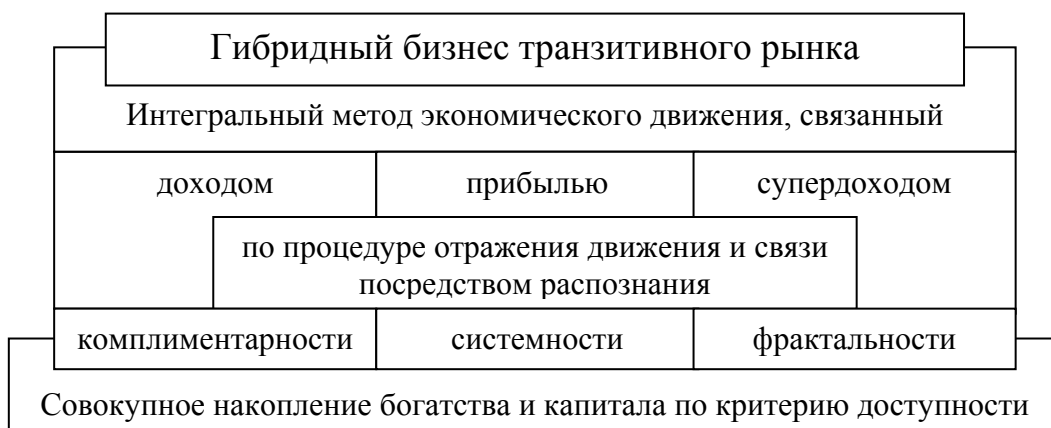 Гибридный бизнес транзитивного рынка
Интегральный метод экономического движения, связанный
доходом прибылью супердоходом
по процедуре отражения движения и связи
посредством распознания
комплиментарности системности фрактальности
Совокупное накопление богатства и капитала по критерию доступности